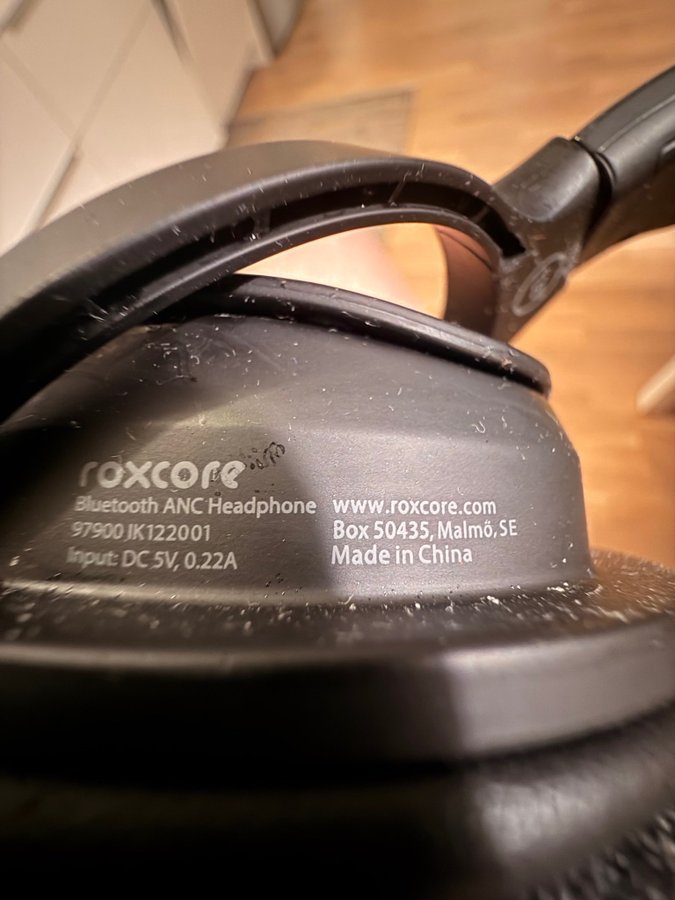 roxcore
Bluetooth ANC Headphone
97900 IK122001
Input: DC 5V, 0.22A
www.roxcore.com
Box 50435, Malmö, SE
Made in China